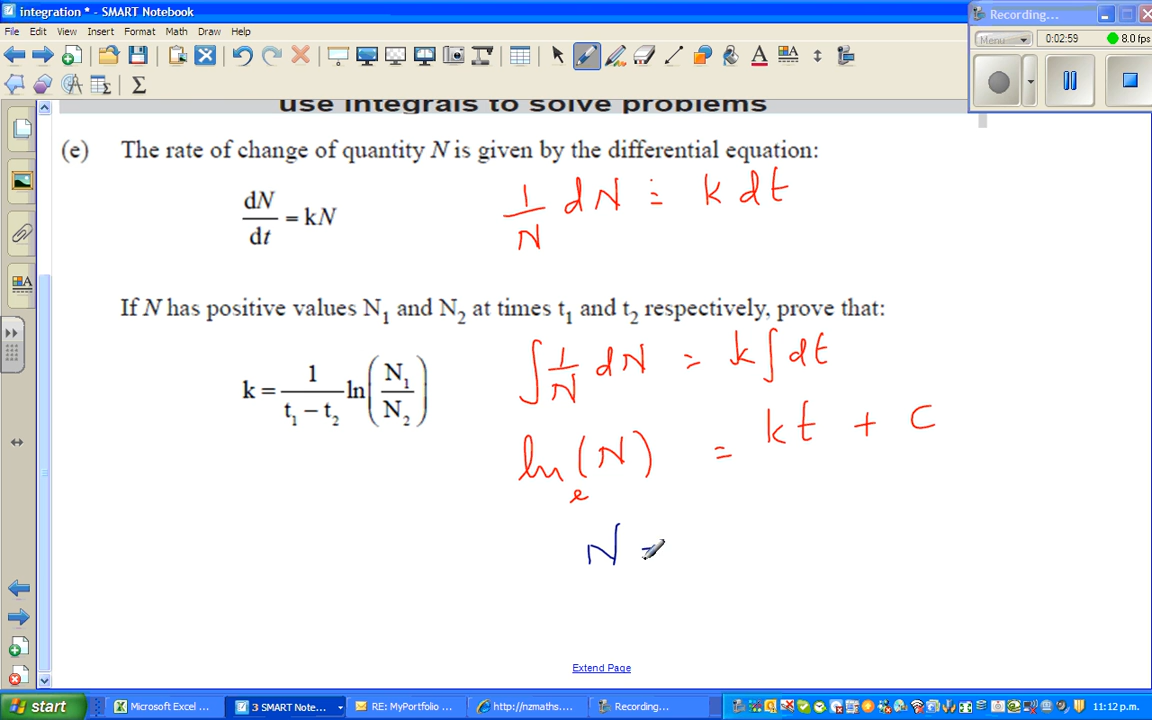 integration * - SMART Notebook
File Edit View Insert Format Math Draw Help
Recording...
Menu 0:02:59 8.0 fps
use integrals to solve problems
(e) The rate of change of quantity N is given by the differential equation:
dN/dt = kN
1/N dN = k dt
If N has positive values N₁ and N₂ at times t₁ and t₂ respectively, prove that:
k = 1/(t₁ – t₂) ln(N₁/N₂)
∫ 1/N dN = k ∫ dt
ln e (N) = kt + c
N =
Extend Page
start Microsoft Excel ... 3 SMART Note... RE: MyPortfolio ... http://nzmaths.... Recording... 11:12 p.m.